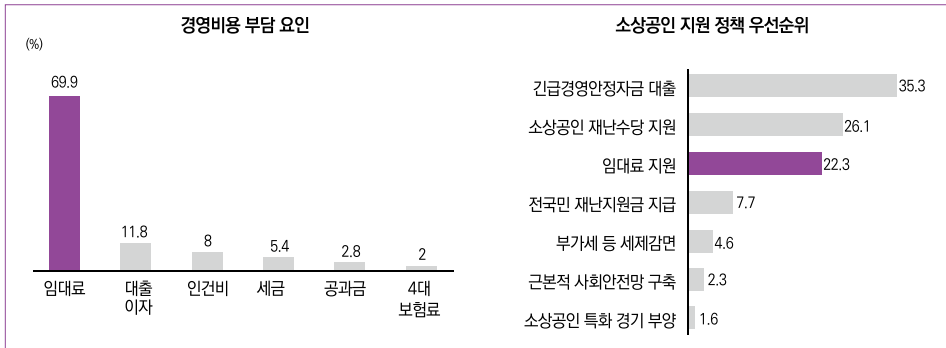 경영비용 부담 요인
(%)
69.9
11.8
8
5.4
2.8
2
임대료
대출
이자
인건비
세금
공과금
4대
보험료
소상공인 지원 정책 우선순위
긴급경영안정자금 대출 35.3
소상공인 재난수당 지원 26.1
임대료 지원 22.3
전국민 재난지원금 지급 7.7
부가세 등 세제감면 4.6
근본적 사회안전망 구축 2.3
소상공인 특화 경기 부양 1.6